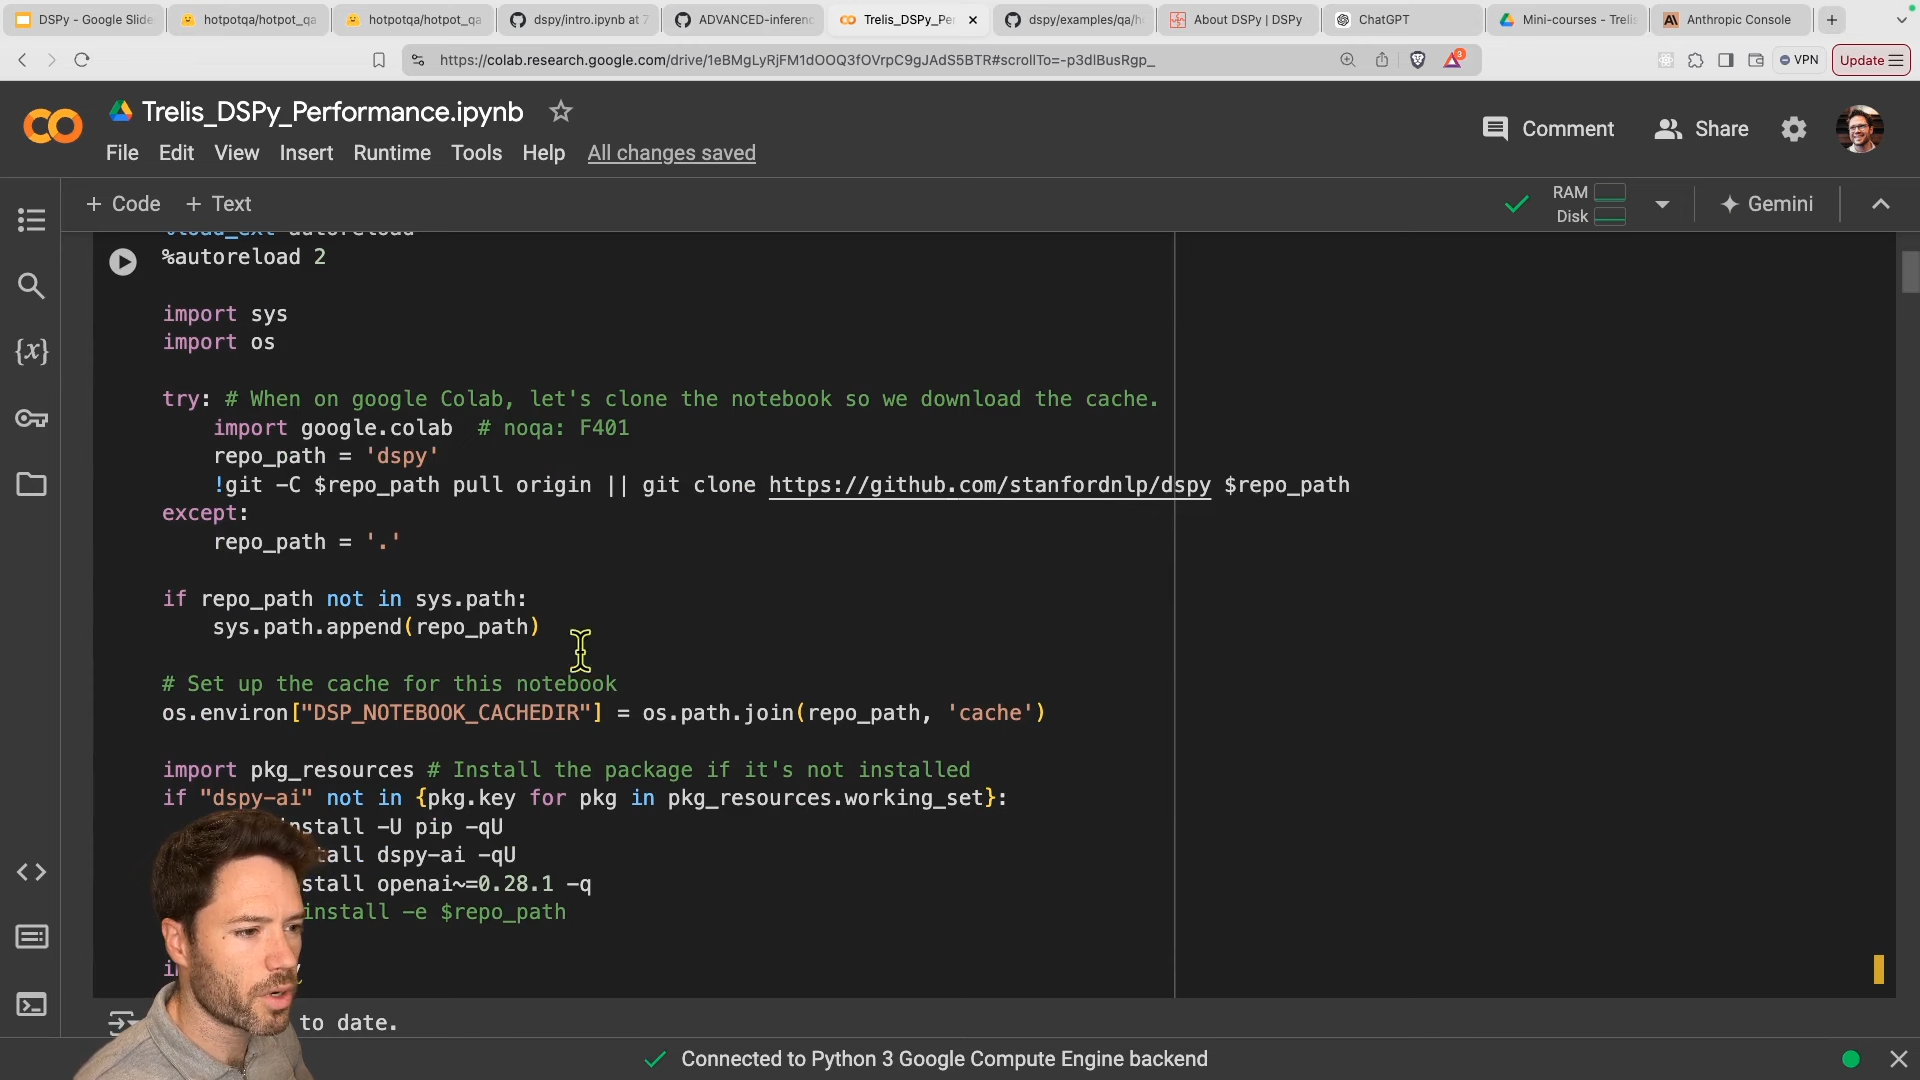 DSPy - Google Slide
hotpotqa/hotpot_qa
hotpotqa/hotpot_qa
dspy/intro.ipynb at 7
ADVANCED-inferenc
Trelis_DSPy_Per
dspy/examples/qa/h
About DSPy | DSPy
ChatGPT
Mini-courses - Trelis
Anthropic Console
https://colab.research.google.com/drive/1eBMgLyRjFM1dOOQ3fOVrpC9gJAdS5BTR#scrollTo=-p3dlBusRgp_
3
VPN
Update
Trelis_DSPy_Performance.ipynb
File Edit View Insert Runtime Tools Help All changes saved
Comment
Share
+ Code + Text
RAM
Disk
Gemini
%load_ext autoreload
%autoreload 2
import sys
import os
try: # When on google Colab, let's clone the notebook so we download the cache.
import google.colab # noqa: F401
repo_path = 'dspy'
!git -C $repo_path pull origin || git clone https://github.com/stanfordnlp/dspy $repo_path
except:
repo_path = '.'
if repo_path not in sys.path:
sys.path.append(repo_path)
# Set up the cache for this notebook
os.environ["DSP_NOTEBOOK_CACHEDIR"] = os.path.join(repo_path, 'cache')
import pkg_resources # Install the package if it's not installed
if "dspy-ai" not in {pkg.key for pkg in pkg_resources.working_set}:
nstall -U pip -qU
tall dspy-ai -qU
stall openai~=0.28.1 -q
install -e $repo_path
to date.
Connected to Python 3 Google Compute Engine backend